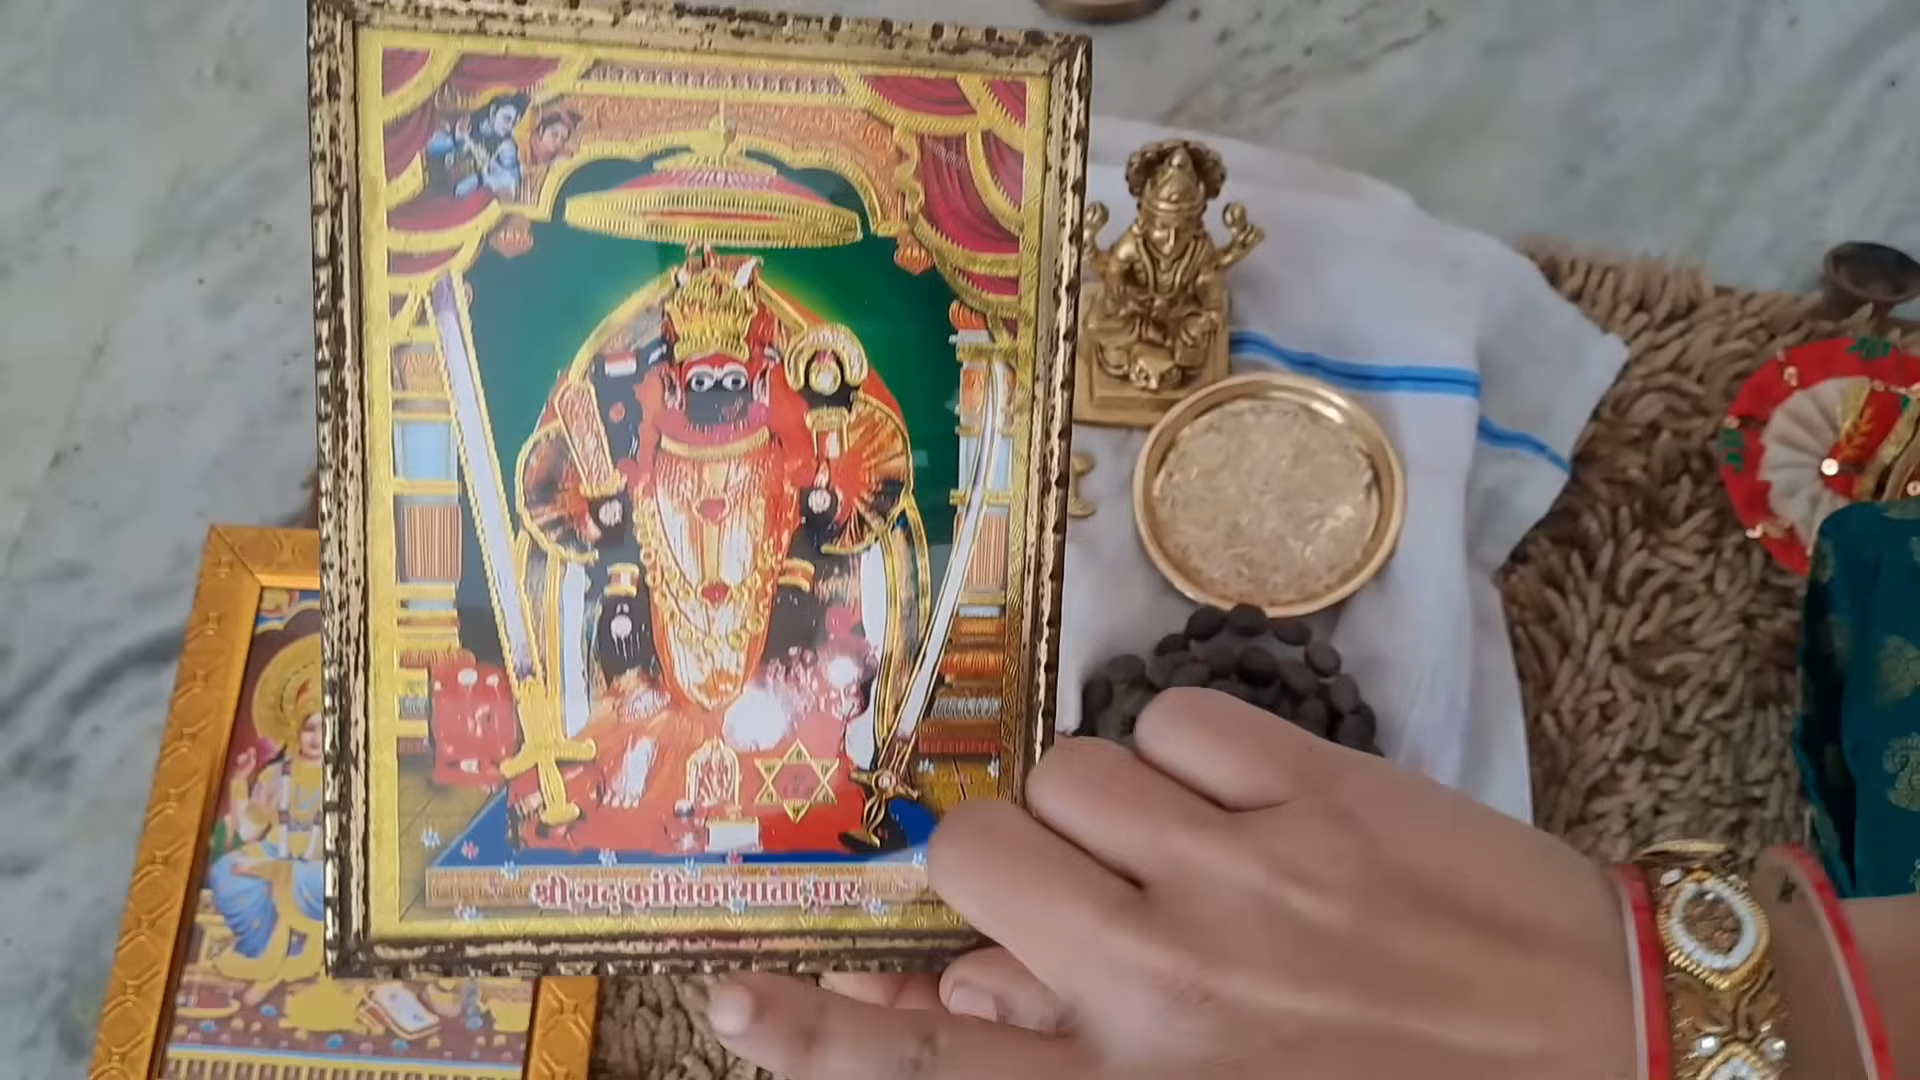 श्री गढ़ कालिका माता धार